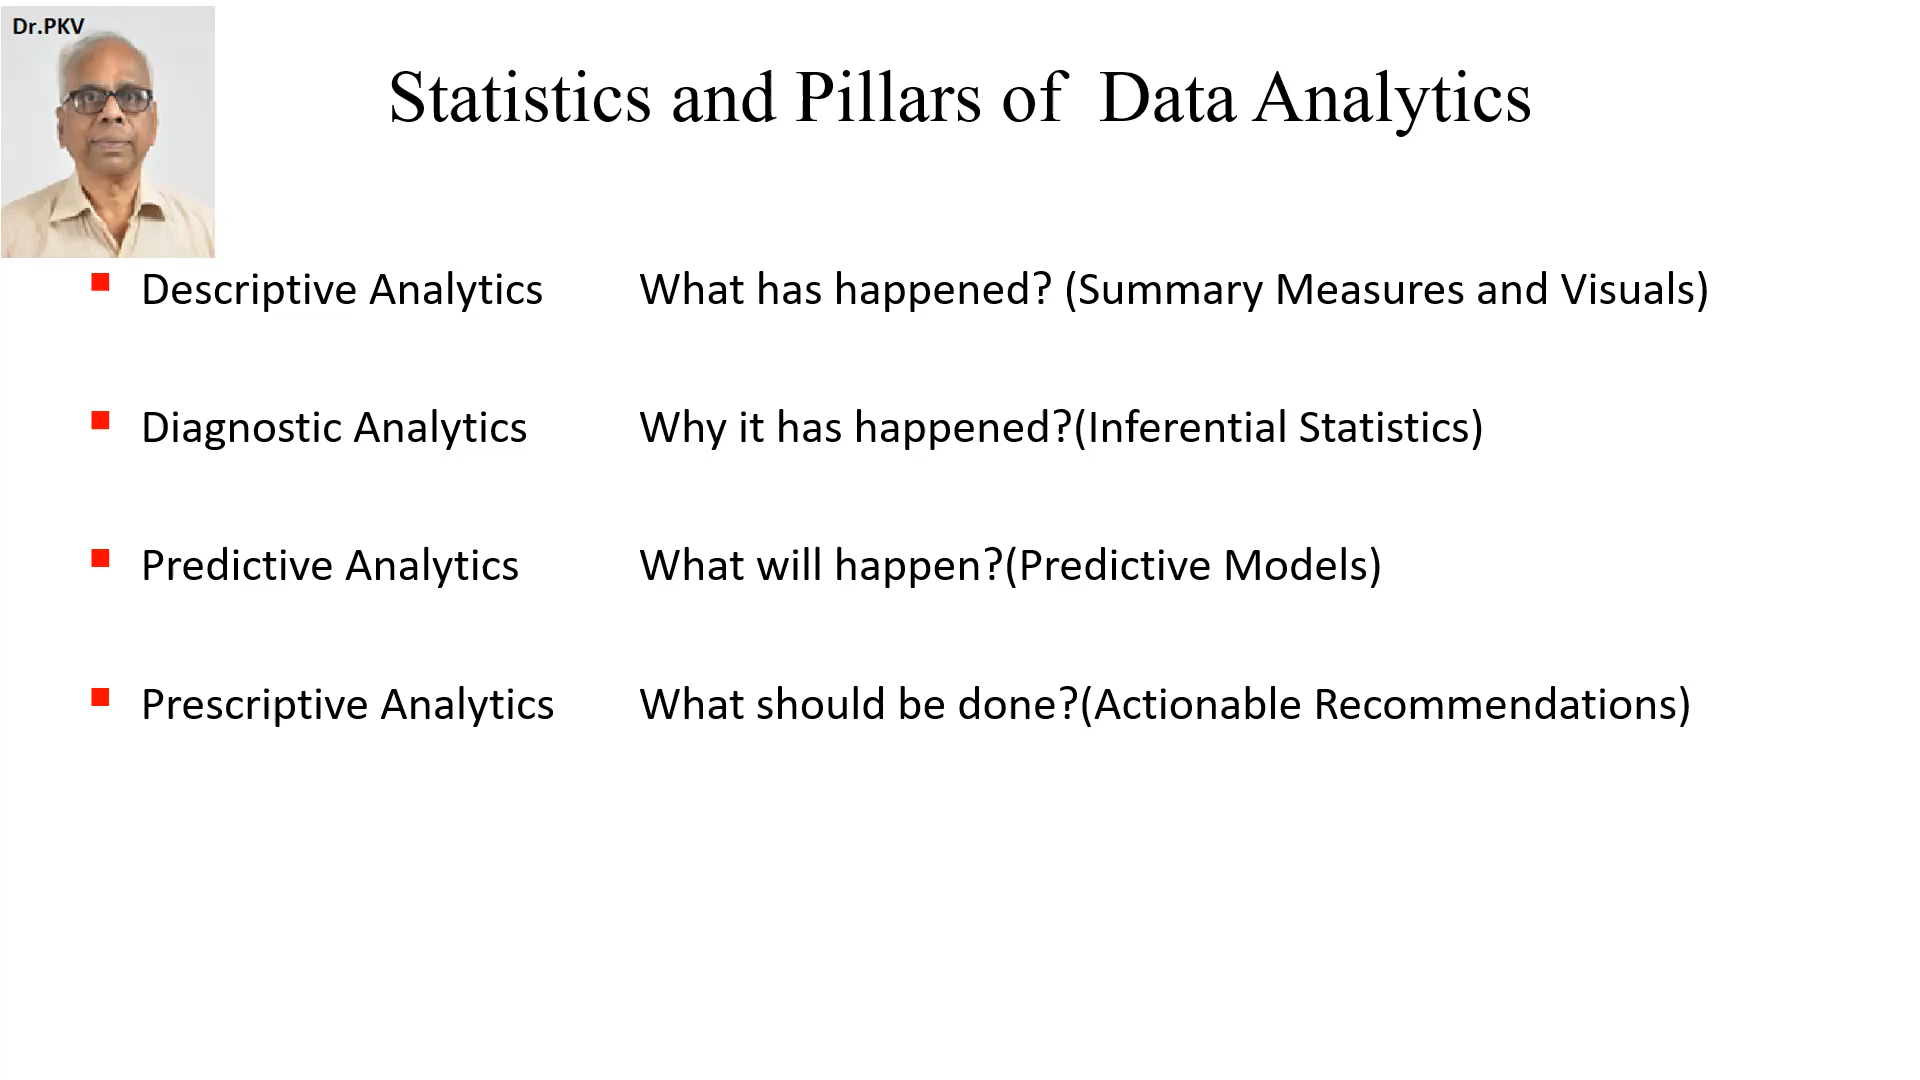 Dr.PKV
Statistics and Pillars of Data Analytics
Descriptive Analytics What has happened? (Summary Measures and Visuals)
Diagnostic Analytics Why it has happened?(Inferential Statistics)
Predictive Analytics What will happen?(Predictive Models)
Prescriptive Analytics What should be done?(Actionable Recommendations)